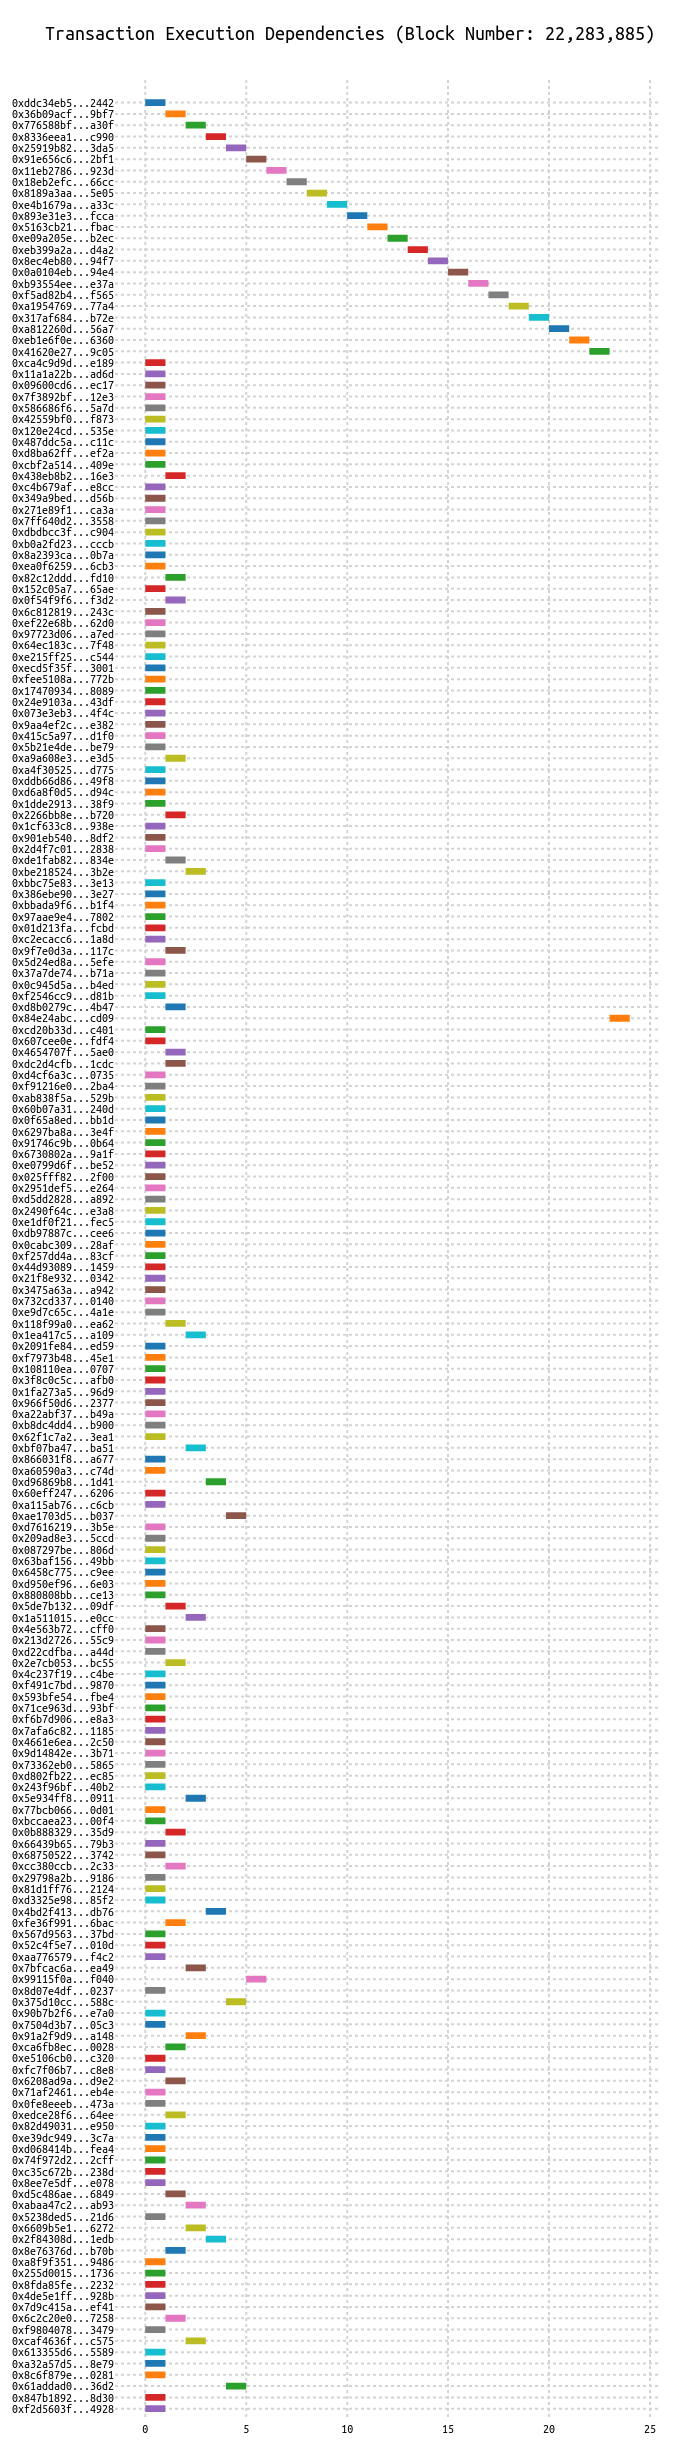 Transaction Execution Dependencies (Block Number: 22,283,885)
0xddc34eb5...2442
0x36b09acf...9bf7
0x776588bf...a30f
0x8336eea1...c990
0x25919b82...3da5
0x91e656c6...2bf1
0x11eb2786...923d
0x18eb2efc...66cc
0x8189a3aa...5e05
0xe4b1679a...a33c
0x893e31e3...fcca
0x5163cb21...fbac
0xe09a205e...b2ec
0xeb399a2a...d4a2
0x8ec4eb80...94f7
0x0a0104eb...94e4
0xb93554ee...e37a
0xf5ad82b4...f565
0xa1954769...77a4
0x317af684...b72e
0xa812260d...56a7
0xeb1e6f0e...6360
0x41620e27...9c05
0xca4c9d9d...e189
0x11a1a22b...ad6d
0x09600cd6...ec17
0x7f3892bf...12e3
0x586686f6...5a7d
0x42559bf0...f873
0x120e24cd...535e
0x487ddc5a...c11c
0xd8ba62ff...ef2a
0xcbf2a514...409e
0x438eb8b2...16e3
0xc4b679af...e8cc
0x349a9bed...d56b
0x271e89f1...ca3a
0x7ff640d2...3558
0xdbdbcc3f...c904
0xb0a2fd23...cccb
0x8a2393ca...0b7a
0xea0f6259...6cb3
0x82c12ddd...fd10
0x152c05a7...65ae
0x0f54f9f6...f3d2
0x6c812819...243c
0xef22e68b...62d0
0x97723d06...a7ed
0x64ec183c...7f48
0xe215ff25...c544
0xecd5f35f...3001
0xfee5108a...772b
0x17470934...8089
0x24e9103a...43df
0x073e3eb3...4f4c
0x9aa4ef2c...e382
0x415c5a97...d1f0
0x5b21e4de...be79
0xa9a608e3...e3d5
0xa4f30525...d775
0xddb66d86...49f8
0xd6a8f0d5...d94c
0x1dde2913...38f9
0x2266bb8e...b720
0x1cf633c8...938e
0x901eb540...8df2
0x2d4f7c01...2838
0xde1fab82...834e
0xbe218524...3b2e
0xbbc75e83...3e13
0x386ebe90...3e27
0xbbada9f6...b1f4
0x97aae9e4...7802
0x01d213fa...fcbd
0xc2ecacc6...1a8d
0x9f7e0d3a...117c
0x5d24ed8a...5efe
0x37a7de74...b71a
0x0c945d5a...b4ed
0xf2546cc9...d81b
0xd8b0279c...4b47
0x84e24abc...cd09
0xcd20b33d...c401
0x607cee0e...fdf4
0x4654707f...5ae0
0xdc2d4cfb...1cdc
0xd4cf6a3c...0735
0xf91216e0...2ba4
0xab838f5a...529b
0x60b07a31...240d
0x0f65a8ed...bb1d
0x6297ba8a...3e4f
0x91746c9b...0b64
0x6730802a...9a1f
0xe0799d6f...be52
0x025fff82...2f00
0x2951def5...e264
0xd5dd2828...a892
0x2490f64c...e3a8
0xe1df0f21...fec5
0xdb97887c...cee6
0x0cabc309...28af
0xf257dd4a...83cf
0x44d93089...1459
0x21f8e932...0342
0x3475a63a...a942
0x732cd337...0140
0xe9d7c65c...4a1e
0x118f99a0...ea62
0x1ea417c5...a109
0x2091fe84...ed59
0xf7973b48...45e1
0x108110ea...0707
0x3f8c0c5c...afb0
0x1fa273a5...96d9
0x966f50d6...2377
0xa22abf37...b49a
0xb8dc4dd4...b900
0x62f1c7a2...3ea1
0xbf07ba47...ba51
0x866031f8...a677
0xa60590a3...c74d
0xd96869b8...1d41
0x60eff247...6206
0xa115ab76...c6cb
0xae1703d5...b037
0xd7616219...3b5e
0x209ad8e3...5ccd
0x087297be...806d
0x63baf156...49bb
0x6458c775...c9ee
0xd950ef96...6e03
0x880808bb...ce13
0x5de7b132...09df
0x1a511015...e0cc
0x4e563b72...cff0
0x213d2726...55c9
0xd22cdfba...a44d
0x2e7cb053...bc55
0x4c237f19...c4be
0xf491c7bd...9870
0x593bfe54...fbe4
0x71ce963d...93bf
0xf6b7d906...e8a3
0x7afa6c82...1185
0x4661e6ea...2c50
0x9d14842e...3b71
0x73362eb0...5865
0xd802fb22...ec85
0x243f96bf...40b2
0x5e934ff8...0911
0x77bcb066...0d01
0xbccaea23...00f4
0x0b888329...35d9
0x66439b65...79b3
0x68750522...3742
0xcc380ccb...2c33
0x29798a2b...9186
0x81d1ff76...2124
0xd3325e98...85f2
0x4bd2f413...db76
0xfe36f991...6bac
0x567d9563...37bd
0x52c4f5e7...010d
0xaa776579...f4c2
0x7bfcac6a...ea49
0x99115f0a...f040
0x8d07e4df...0237
0x375d10cc...588c
0x90b7b2f6...e7a0
0x7504d3b7...05c3
0x91a2f9d9...a148
0xca6fb8ec...0028
0xe5106cb0...c320
0xfc7f06b7...c8e8
0x6208ad9a...d9e2
0x71af2461...eb4e
0x0fe8eeeb...473a
0xedce28f6...64ee
0x82d49031...e950
0xe39dc949...3c7a
0xd068414b...fea4
0x74f972d2...2cff
0xc35c672b...238d
0x8ee7e5df...e078
0xd5c486ae...6849
0xabaa47c2...ab93
0x5238ded5...21d6
0x6609b5e1...6272
0x2f84308d...1edb
0x8e76376d...b70b
0xa8f9f351...9486
0x255d0015...1736
0x8fda85fe...2232
0x4de5e1ff...928b
0x7d9c415a...ef41
0x6c2c20e0...7258
0xf9804078...3479
0xcaf4636f...c575
0x613355d6...5589
0xa32a57d5...8e79
0x8c6f879e...0281
0x61addad0...36d2
0x847b1892...8d30
0xf2d5603f...4928
0 5 10 15 20 25